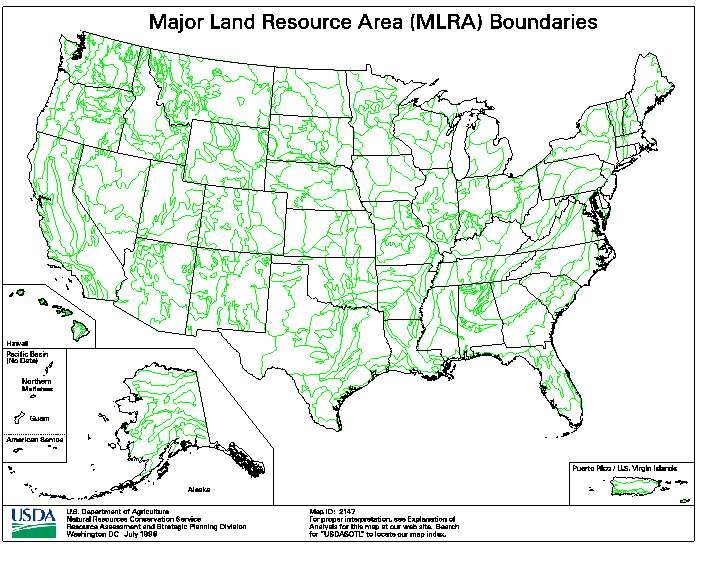 Major Land Resource Area (MLRA) Boundaries
Hawaii
Pacific Basin
(No Data)
Northern
Marianas
Guam
American Samoa
Alaska
Puerto Rico / U.S. Virgin Islands
USDA
U.S. Department of Agriculture
Natural Resources Conservation Service
Resource Assessment and Strategic Planning Division
Washington DC July 1996
Map ID: 2147
For proper interpretation, see Explanation of
Analysis for this map at our web site. Search
for "USDASOTL" to locate our map index.